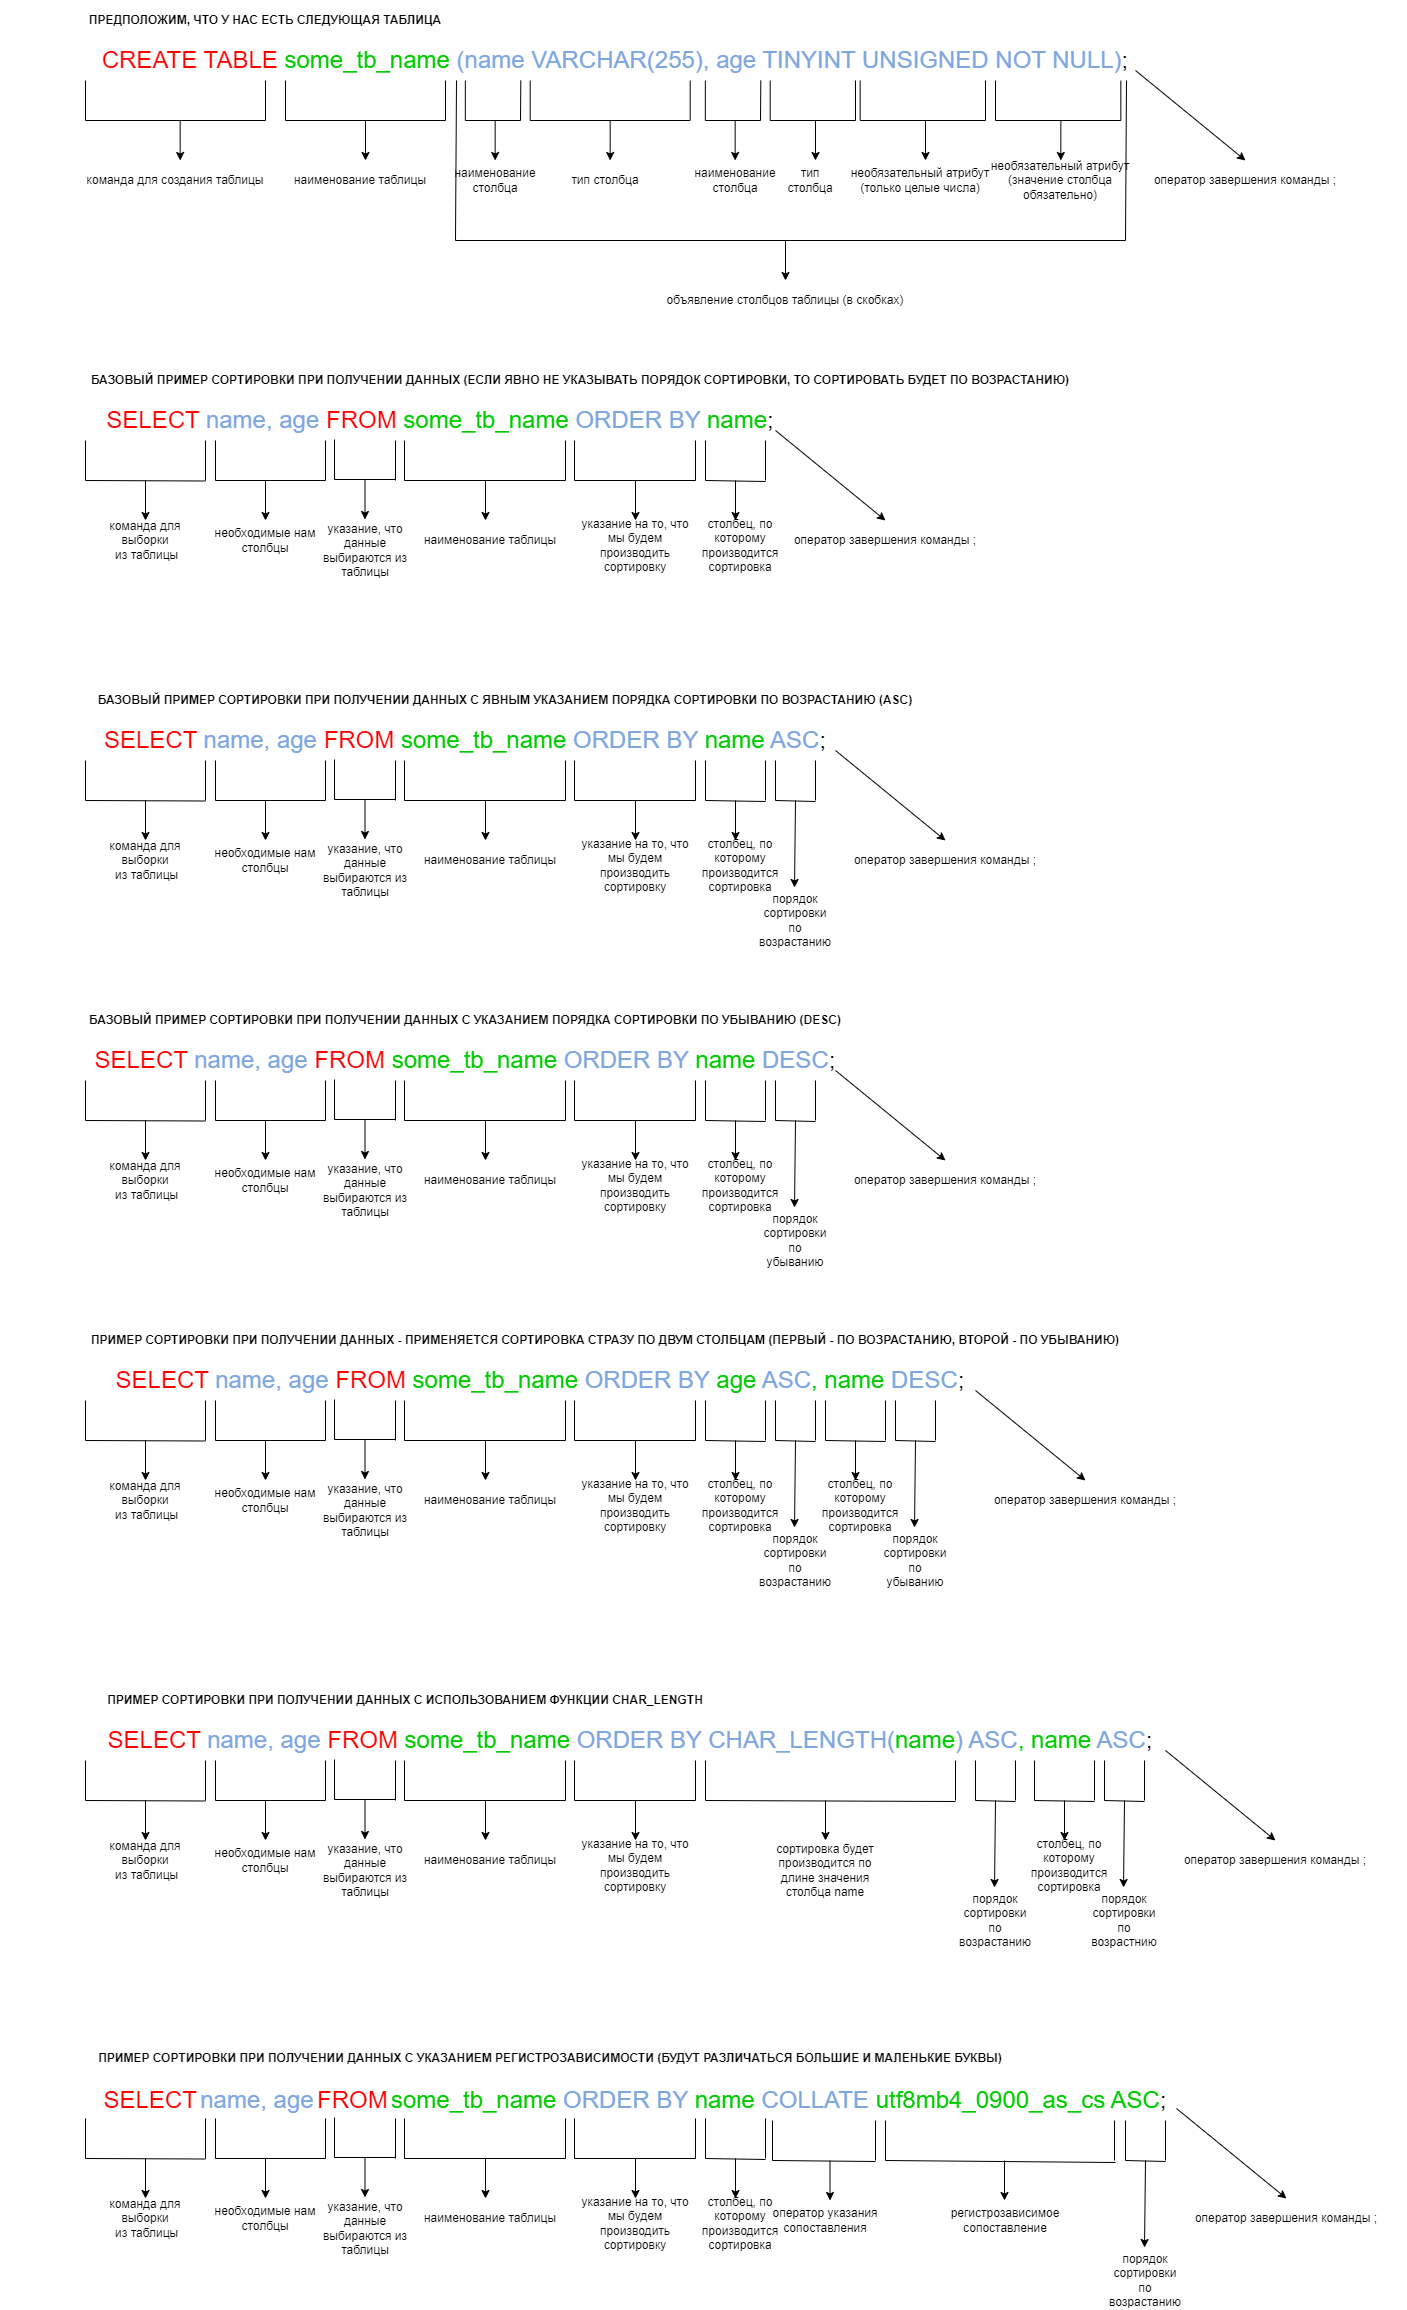 ПРЕДПОЛОЖИМ, ЧТО У НАС ЕСТЬ СЛЕДУЮЩАЯ ТАБЛИЦА
CREATE TABLE some_tb_name (name VARCHAR(255), age TINYINT UNSIGNED NOT NULL);
команда для создания таблицы
наименование таблицы
наименование
столбца
тип столбца
наименование
столбца
тип
столбца
необязательный атрибут
(только целые числа)
необязательный атрибут
(значение столбца
обязательно)
оператор завершения команды ;
объявление столбцов таблицы (в скобках)
БАЗОВЫЙ ПРИМЕР СОРТИРОВКИ ПРИ ПОЛУЧЕНИИ ДАННЫХ (ЕСЛИ ЯВНО НЕ УКАЗЫВАТЬ ПОРЯДОК СОРТИРОВКИ, ТО СОРТИРОВАТЬ БУДЕТ ПО ВОЗРАСТАНИЮ)
SELECT name, age FROM some_tb_name ORDER BY name;
команда для
выборки
из таблицы
необходимые нам
столбцы
указание, что
данные
выбираются из
таблицы
наименование таблицы
указание на то, что
мы будем
производить
сортировку
столбец, по
которому
производится
сортировка
оператор завершения команды ;
БАЗОВЫЙ ПРИМЕР СОРТИРОВКИ ПРИ ПОЛУЧЕНИИ ДАННЫХ С ЯВНЫМ УКАЗАНИЕМ ПОРЯДКА СОРТИРОВКИ ПО ВОЗРАСТАНИЮ (ASC)
SELECT name, age FROM some_tb_name ORDER BY name ASC;
команда для
выборки
из таблицы
необходимые нам
столбцы
указание, что
данные
выбираются из
таблицы
наименование таблицы
указание на то, что
мы будем
производить
сортировку
столбец, по
которому
производится
сортировка
порядок
сортировки
по
возрастанию
оператор завершения команды ;
БАЗОВЫЙ ПРИМЕР СОРТИРОВКИ ПРИ ПОЛУЧЕНИИ ДАННЫХ С УКАЗАНИЕМ ПОРЯДКА СОРТИРОВКИ ПО УБЫВАНИЮ (DESC)
SELECT name, age FROM some_tb_name ORDER BY name DESC;
команда для
выборки
из таблицы
необходимые нам
столбцы
указание, что
данные
выбираются из
таблицы
наименование таблицы
указание на то, что
мы будем
производить
сортировку
столбец, по
которому
производится
сортировка
порядок
сортировки
по
убыванию
оператор завершения команды ;
ПРИМЕР СОРТИРОВКИ ПРИ ПОЛУЧЕНИИ ДАННЫХ - ПРИМЕНЯЕТСЯ СОРТИРОВКА СТРАЗУ ПО ДВУМ СТОЛБЦАМ (ПЕРВЫЙ - ПО ВОЗРАСТАНИЮ, ВТОРОЙ - ПО УБЫВАНИЮ)
SELECT name, age FROM some_tb_name ORDER BY age ASC, name DESC;
команда для
выборки
из таблицы
необходимые нам
столбцы
указание, что
данные
выбираются из
таблицы
наименование таблицы
указание на то, что
мы будем
производить
сортировку
столбец, по
которому
производится
сортировка
порядок
сортировки
по
возрастанию
столбец, по
которому
производится
сортировка
порядок
сортировки
по
убыванию
оператор завершения команды ;
ПРИМЕР СОРТИРОВКИ ПРИ ПОЛУЧЕНИИ ДАННЫХ С ИСПОЛЬЗОВАНИЕМ ФУНКЦИИ CHAR_LENGTH
SELECT name, age FROM some_tb_name ORDER BY CHAR_LENGTH(name) ASC, name ASC;
команда для
выборки
из таблицы
необходимые нам
столбцы
указание, что
данные
выбираются из
таблицы
наименование таблицы
указание на то, что
мы будем
производить
сортировку
сортировка будет
производится по
длине значения
столбца name
порядок
сортировки
по
возрастанию
столбец, по
которому
производится
сортировка
порядок
сортировки
по
возрастнию
оператор завершения команды ;
ПРИМЕР СОРТИРОВКИ ПРИ ПОЛУЧЕНИИ ДАННЫХ С УКАЗАНИЕМ РЕГИСТРОЗАВИСИМОСТИ (БУДУТ РАЗЛИЧАТЬСЯ БОЛЬШИЕ И МАЛЕНЬКИЕ БУКВЫ)
SELECT name, age FROM some_tb_name ORDER BY name COLLATE utf8mb4_0900_as_cs ASC;
команда для
выборки
из таблицы
необходимые нам
столбцы
указание, что
данные
выбираются из
таблицы
наименование таблицы
указание на то, что
мы будем
производить
сортировку
столбец, по
которому
производится
сортировка
оператор указания
сопоставления
регистрозависимое
сопоставление
порядок
сортировки
по
возрастанию
оператор завершения команды ;